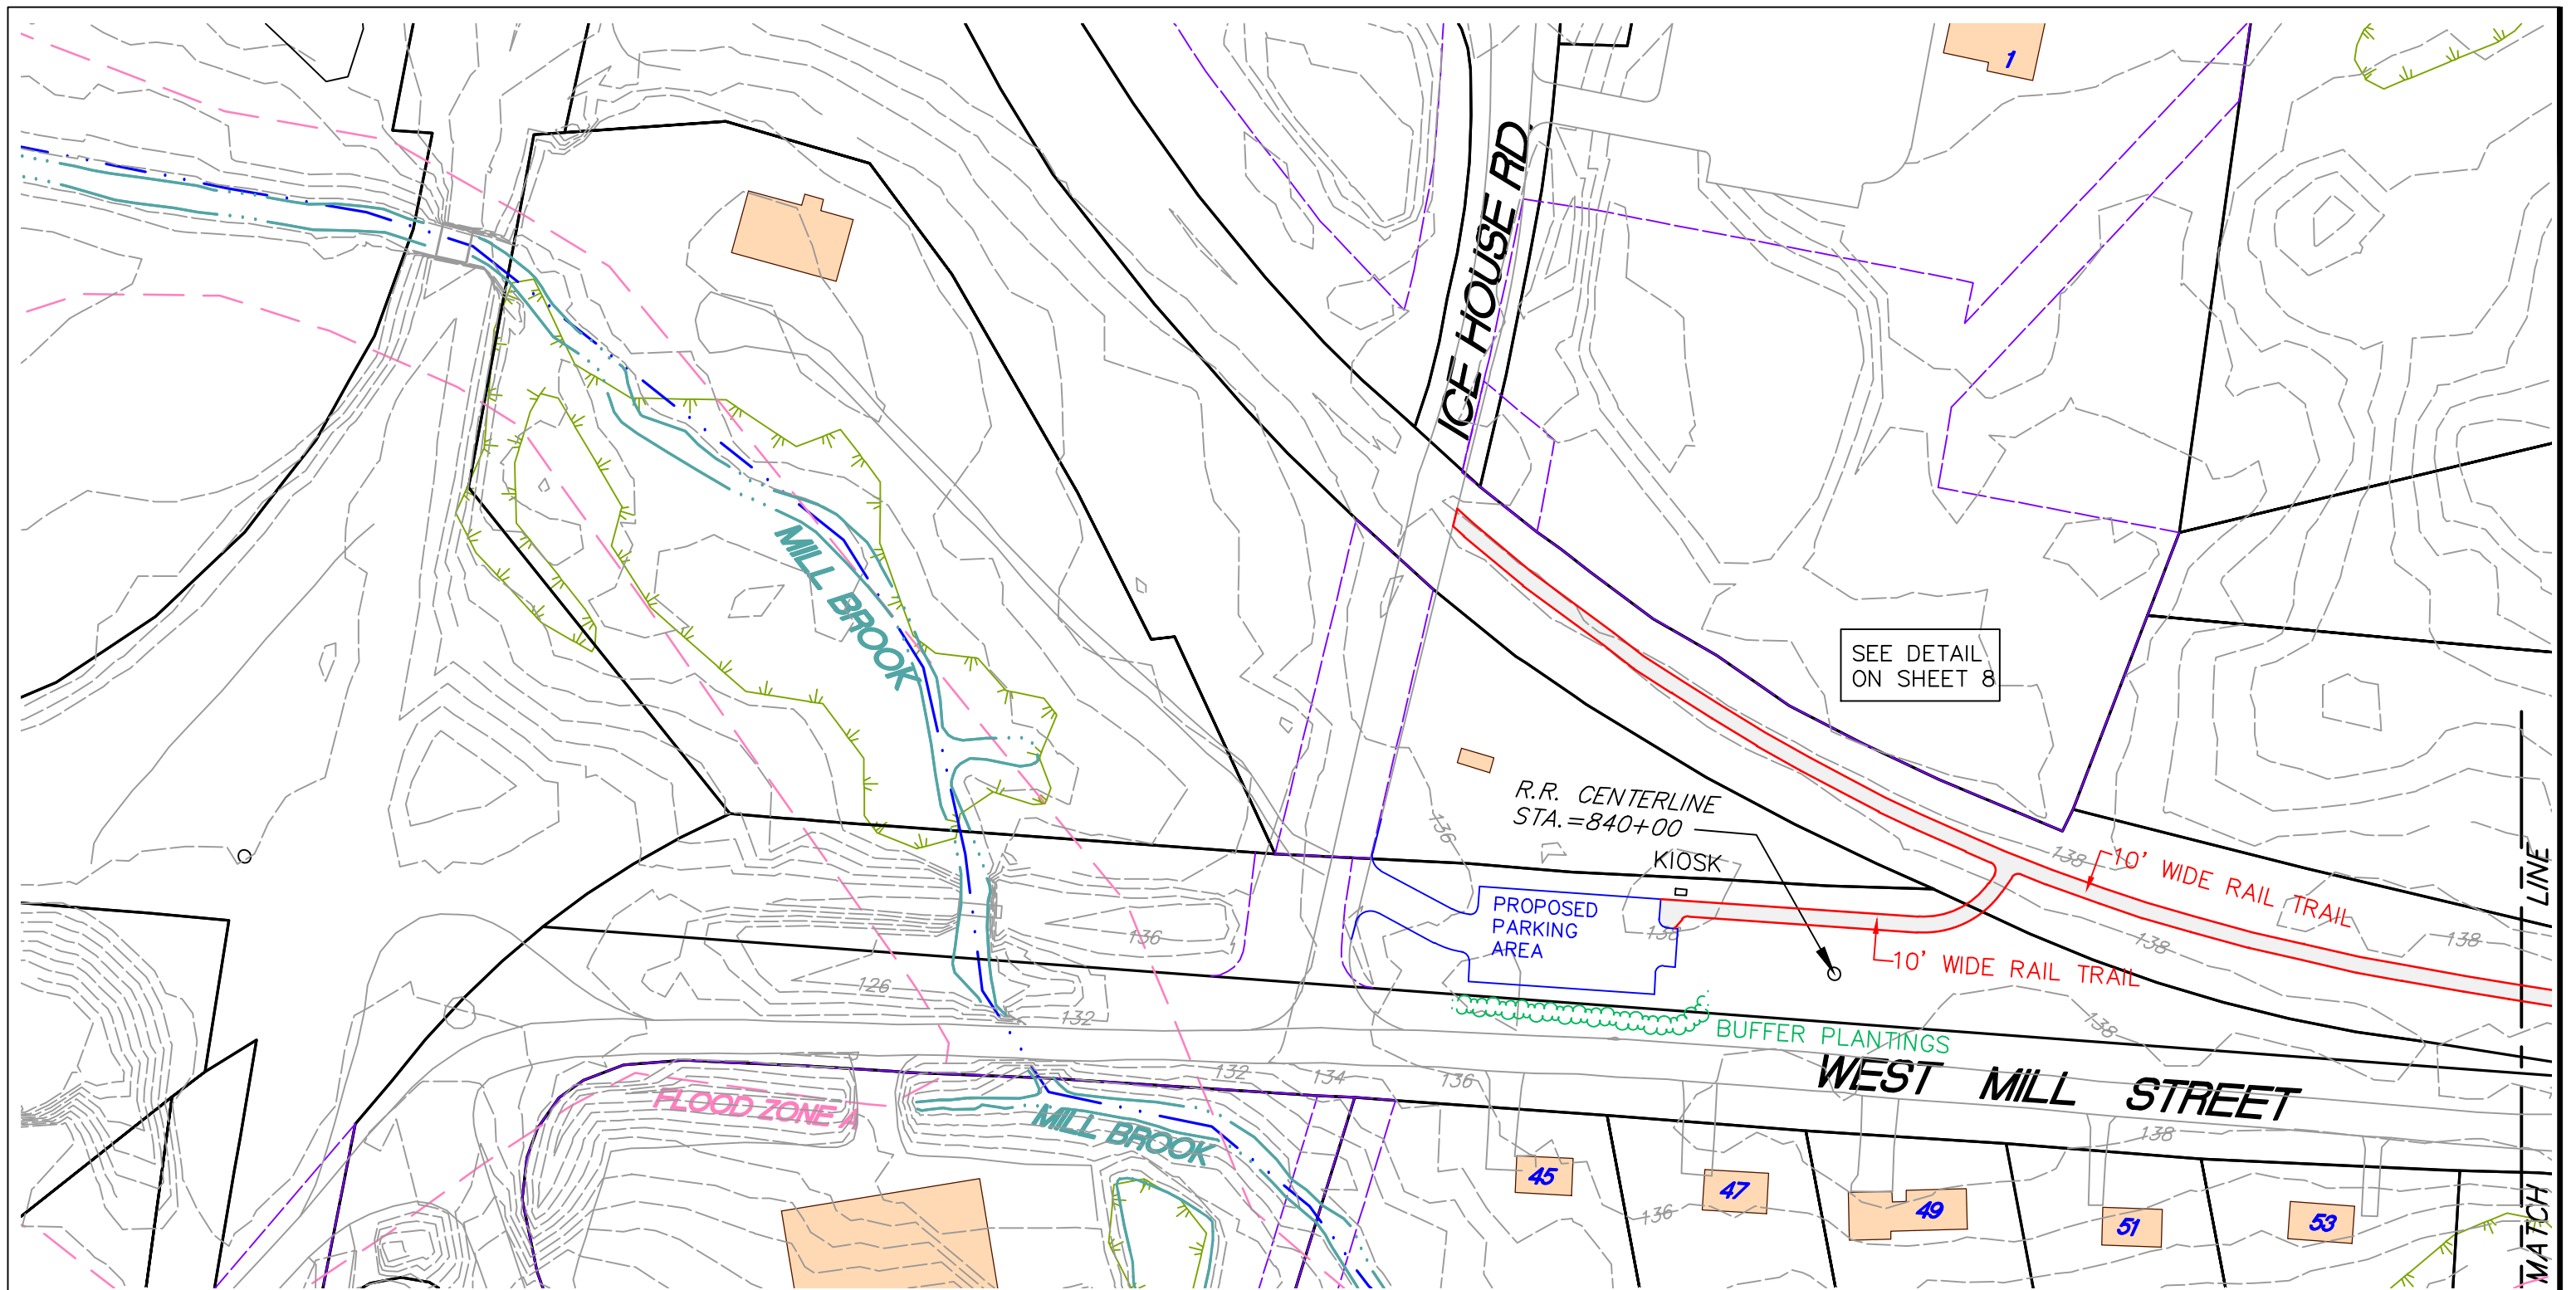 1
ICE HOUSE RD.
MILL BROOK
SEE DETAIL
ON SHEET 8
R.R. CENTERLINE
STA.=840+00
136
KIOSK
138
10' WIDE RAIL TRAIL
PROPOSED
PARKING
AREA
138
136
138
138
10' WIDE RAIL TRAIL
126
132
138
BUFFER PLANTINGS
WEST MILL STREET
132
134
136
FLOOD ZONE A
MILL BROOK
138
45
47
49
51
53
136
MATCH LINE